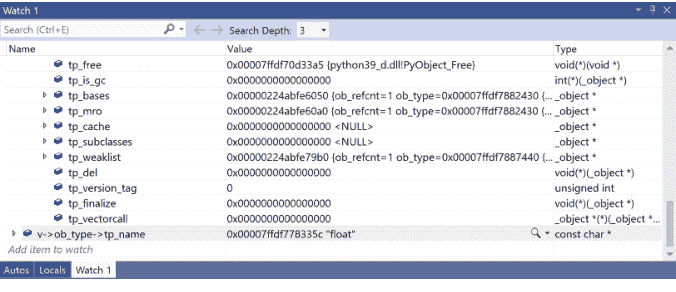 Watch 1
Search (Ctrl+E) Search Depth: 3
Name Value Type
tp_free 0x00007ffdf70d33a5 {python39_d.dll!PyObject_Free} void(*)(void *)
tp_is_gc 0x0000000000000000 int(*)(_object *)
tp_bases 0x00000224abfe6050 {ob_refcnt=1 ob_type=0x00007ffdf7882430 {... _object *
tp_mro 0x00000224abfe60a0 {ob_refcnt=1 ob_type=0x00007ffdf7882430 {... _object *
tp_cache 0x0000000000000000 <NULL> _object *
tp_subclasses 0x0000000000000000 <NULL> _object *
tp_weaklist 0x00000224abfe79b0 {ob_refcnt=1 ob_type=0x00007ffdf7887440 {... _object *
tp_del 0x0000000000000000 void(*)(_object *)
tp_version_tag 0 unsigned int
tp_finalize 0x0000000000000000 void(*)(_object *)
tp_vectorcall 0x0000000000000000 _object *(*)(_object *...
v->ob_type->tp_name 0x00007ffdf778335c "float" const char *
Add item to watch
Autos Locals Watch 1